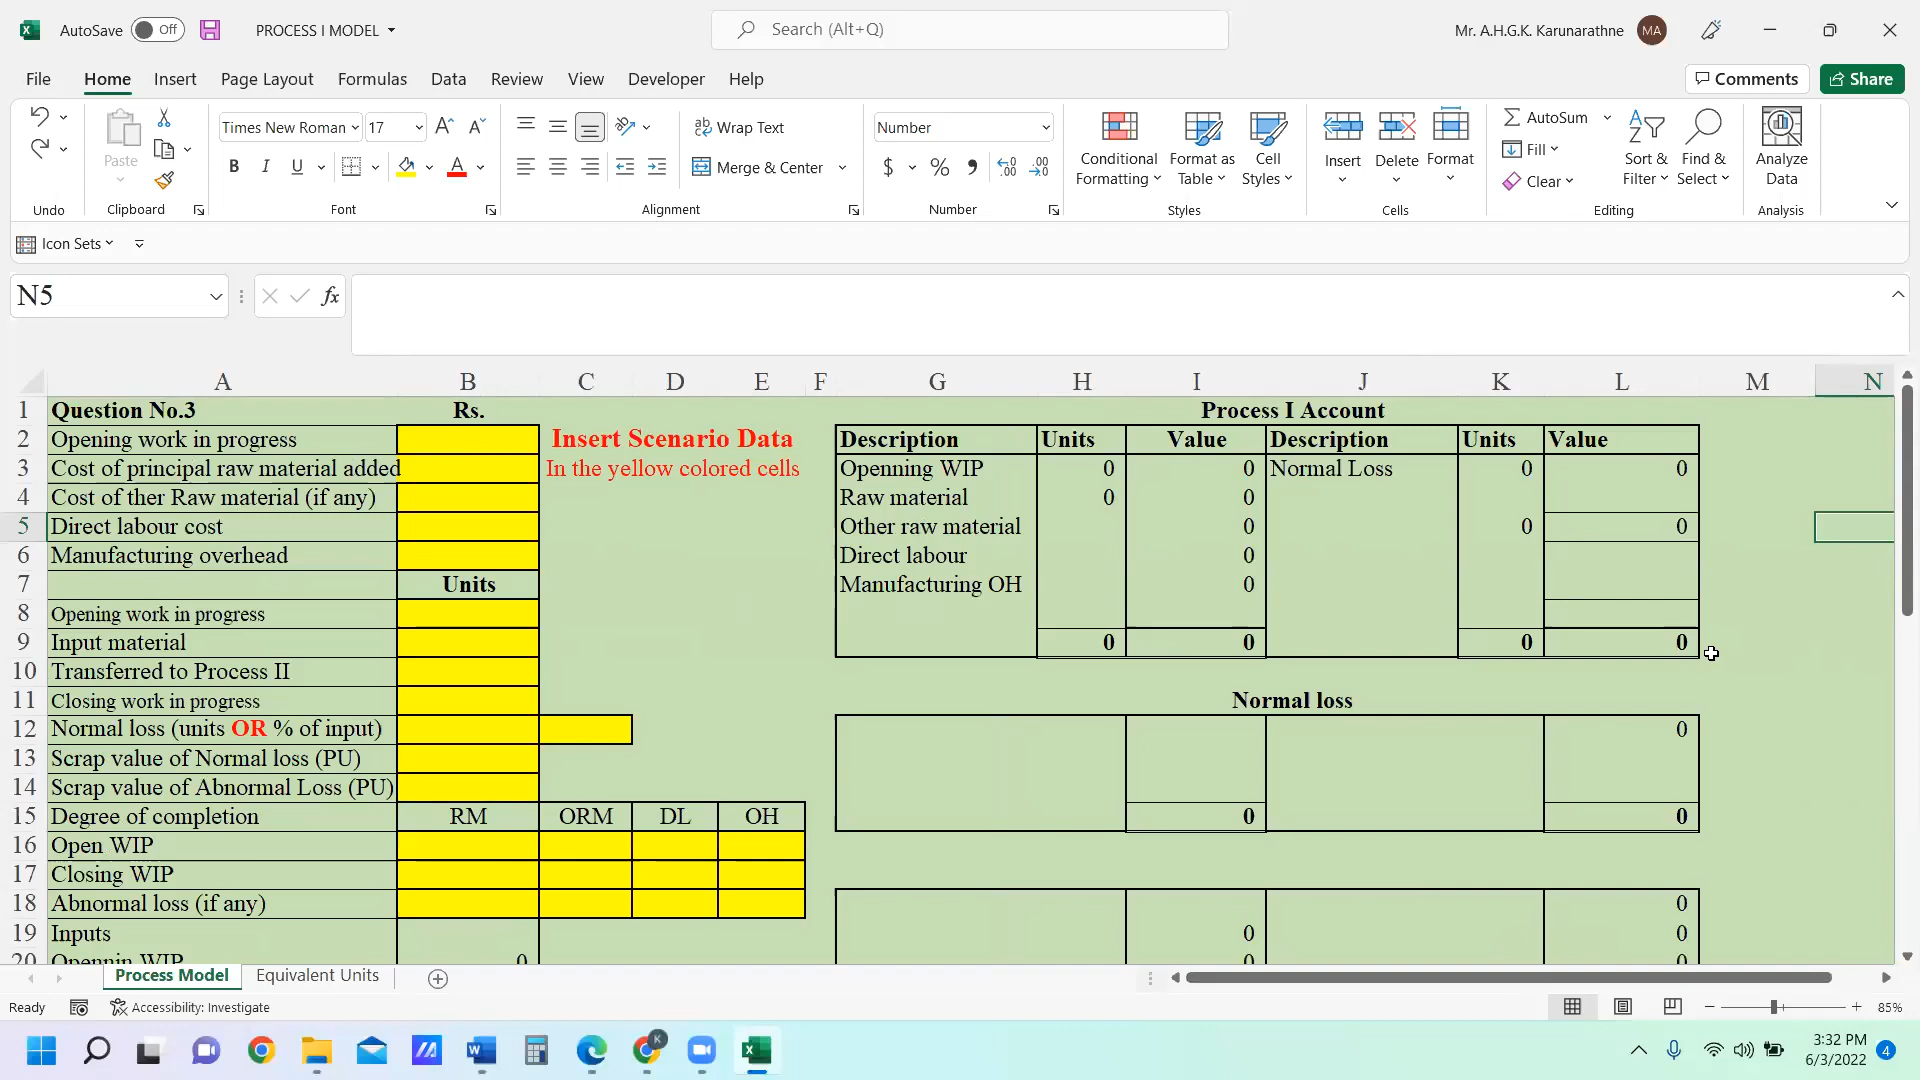 AutoSave Off PROCESS I MODEL Search (Alt+Q) Mr. A.H.G.K. Karunarathne MA
File Home Insert Page Layout Formulas Data Review View Developer Help Comments Share
Times New Roman 17 Wrap Text Number AutoSum
Paste B I U A Merge & Center $ % Conditional Formatting Format as Table Cell Styles Insert Delete Format Fill Clear Sort & Filter Find & Select Analyze Data
Undo Clipboard Font Alignment Number Styles Cells Editing Analysis
Icon Sets
N5 fx
A B C D E F G H I J K L M N
1 Question No.3 Rs. Process I Account
2 Opening work in progress Insert Scenario Data Description Units Value Description Units Value
3 Cost of principal raw material added In the yellow colored cells Openning WIP 0 0 Normal Loss 0 0
4 Cost of ther Raw material (if any) Raw material 0 0
5 Direct labour cost Other raw material 0 0 0
6 Manufacturing overhead Direct labour 0
7 Units Manufacturing OH 0
8 Opening work in progress
9 Input material 0 0 0 0
10 Transferred to Process II
11 Closing work in progress Normal loss
12 Normal loss (units OR % of input) 0
13 Scrap value of Normal loss (PU)
14 Scrap value of Abnormal Loss (PU)
15 Degree of completion RM ORM DL OH 0 0
16 Open WIP
17 Closing WIP
18 Abnormal loss (if any) 0
19 Inputs 0 0
20 Opennin WIP 0 0 0
Process Model Equivalent Units
Ready Accessibility: Investigate 85%
3:32 PM
6/3/2022 4